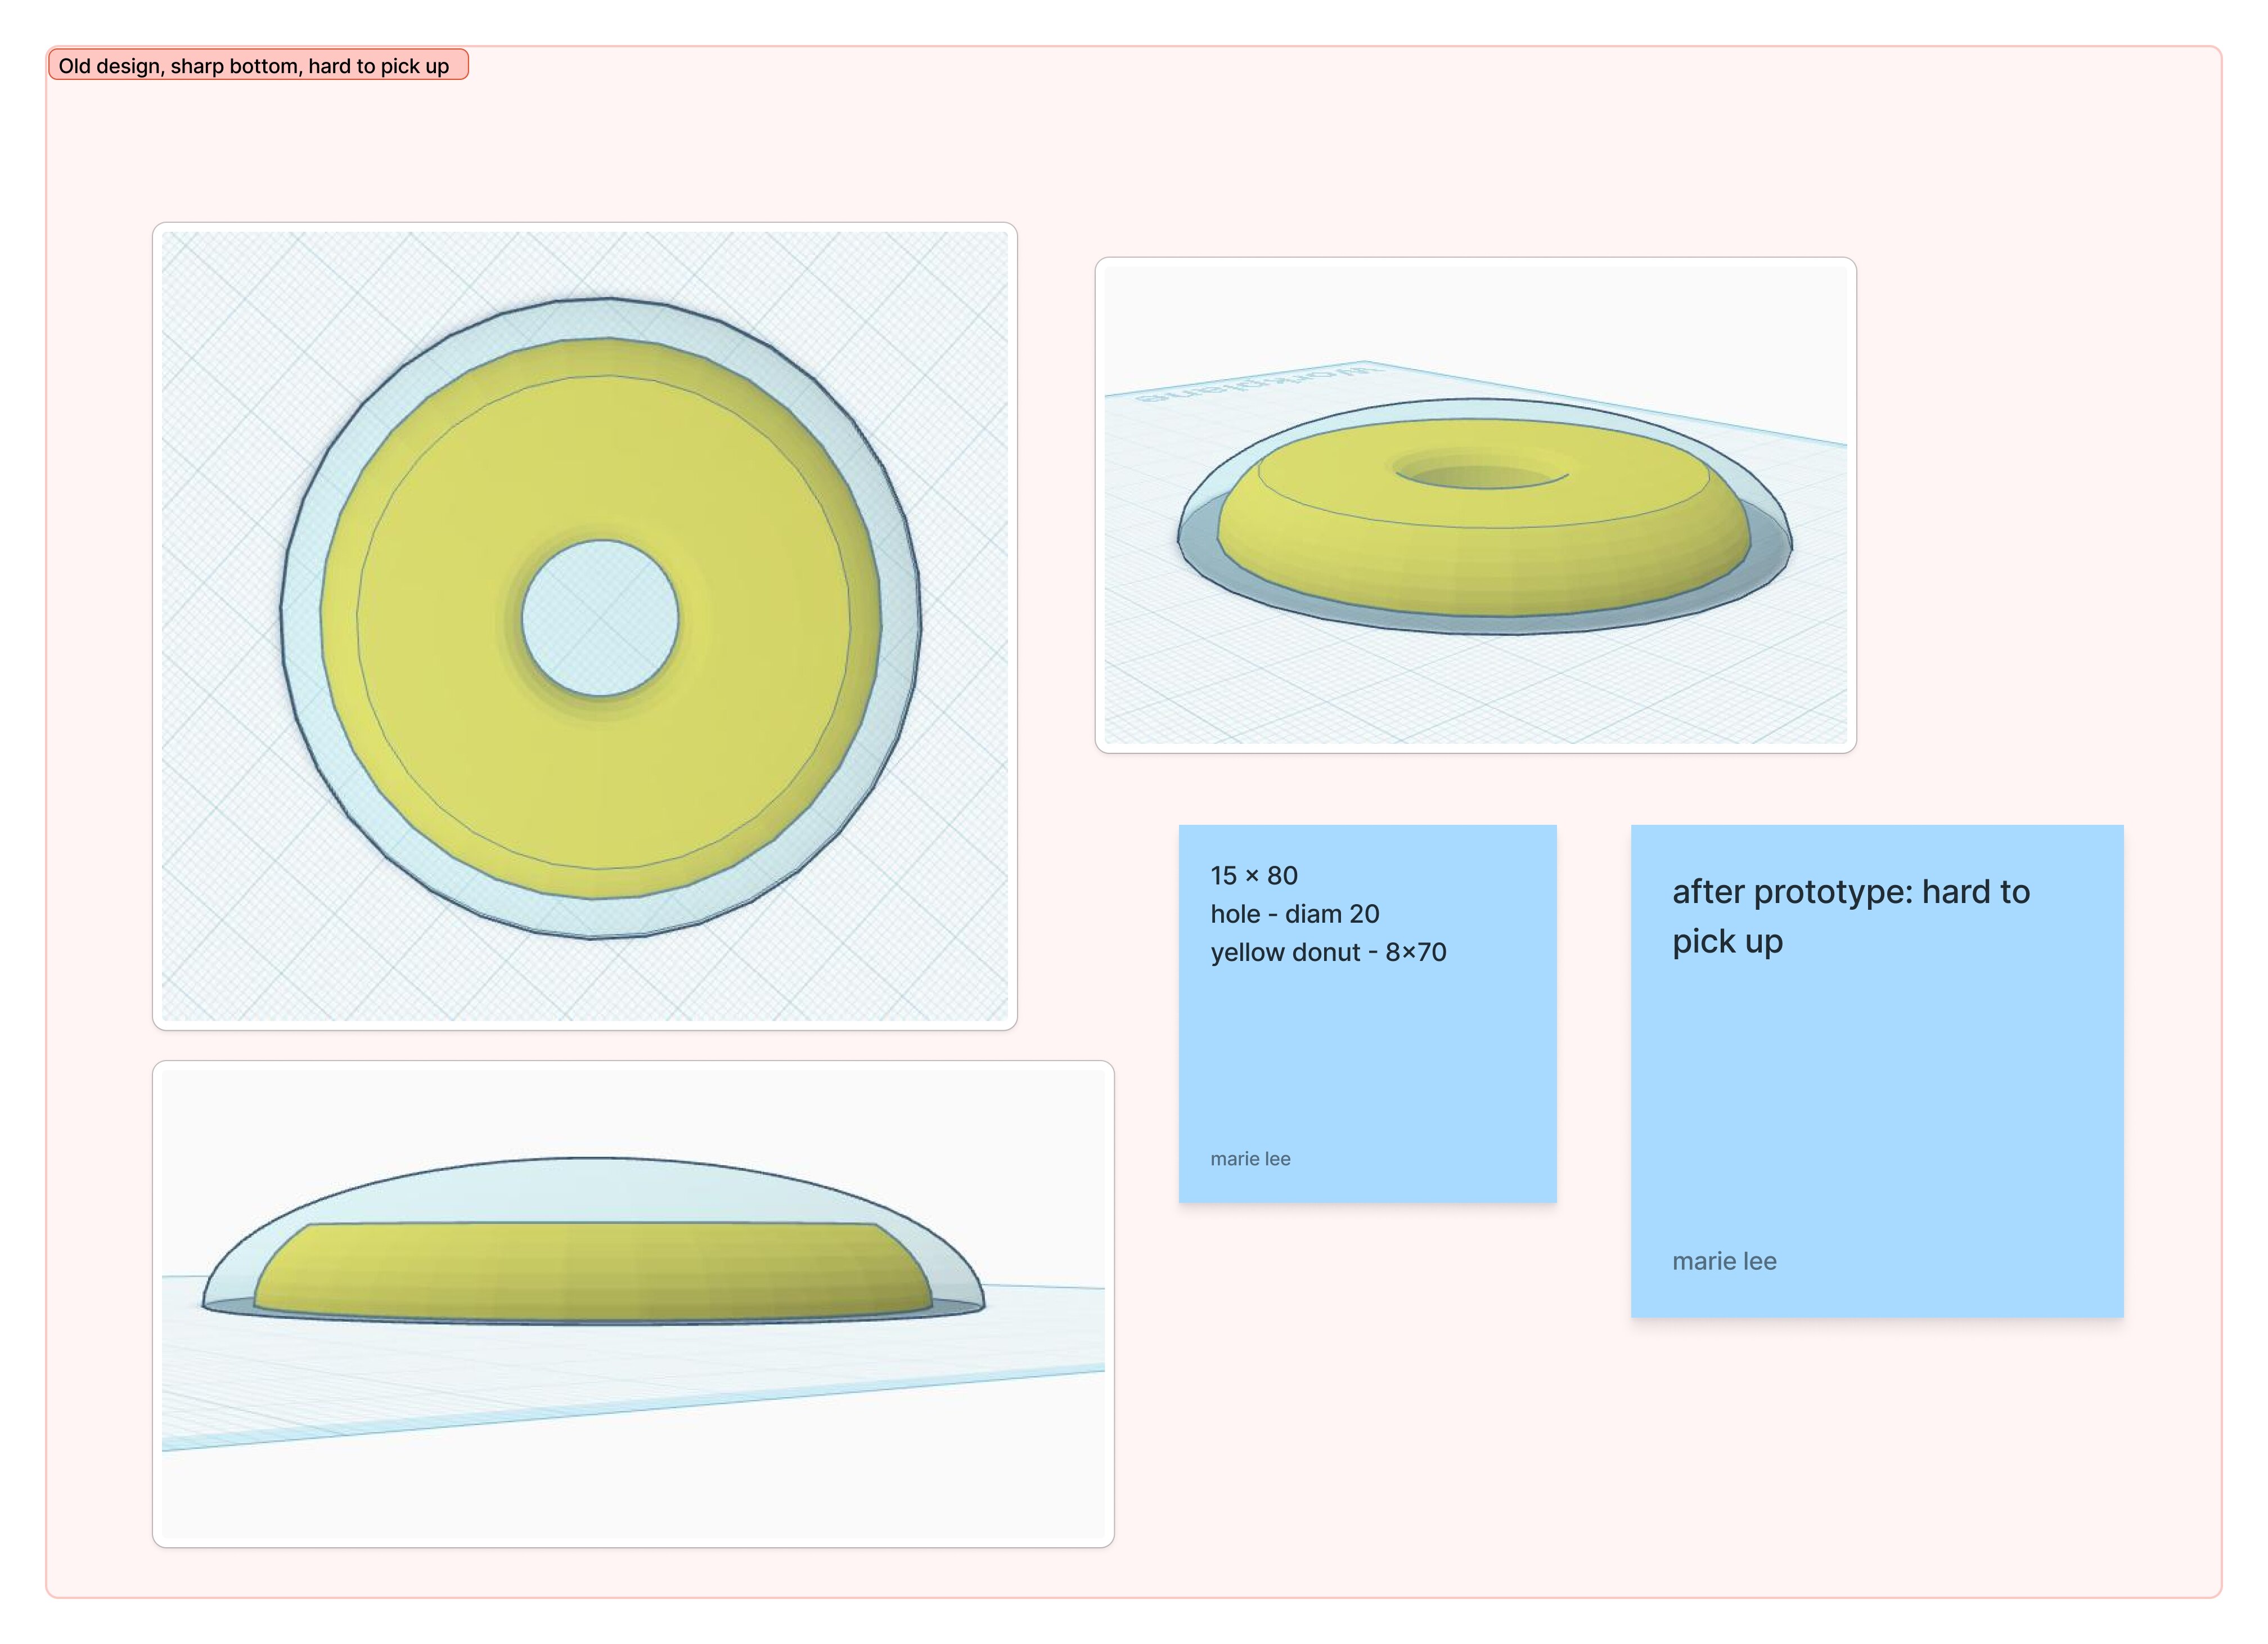 Old design, sharp bottom, hard to pick up
Workplane
15 × 80
hole - diam 20
yellow donut - 8×70
marie lee
after prototype: hard to
pick up
marie lee